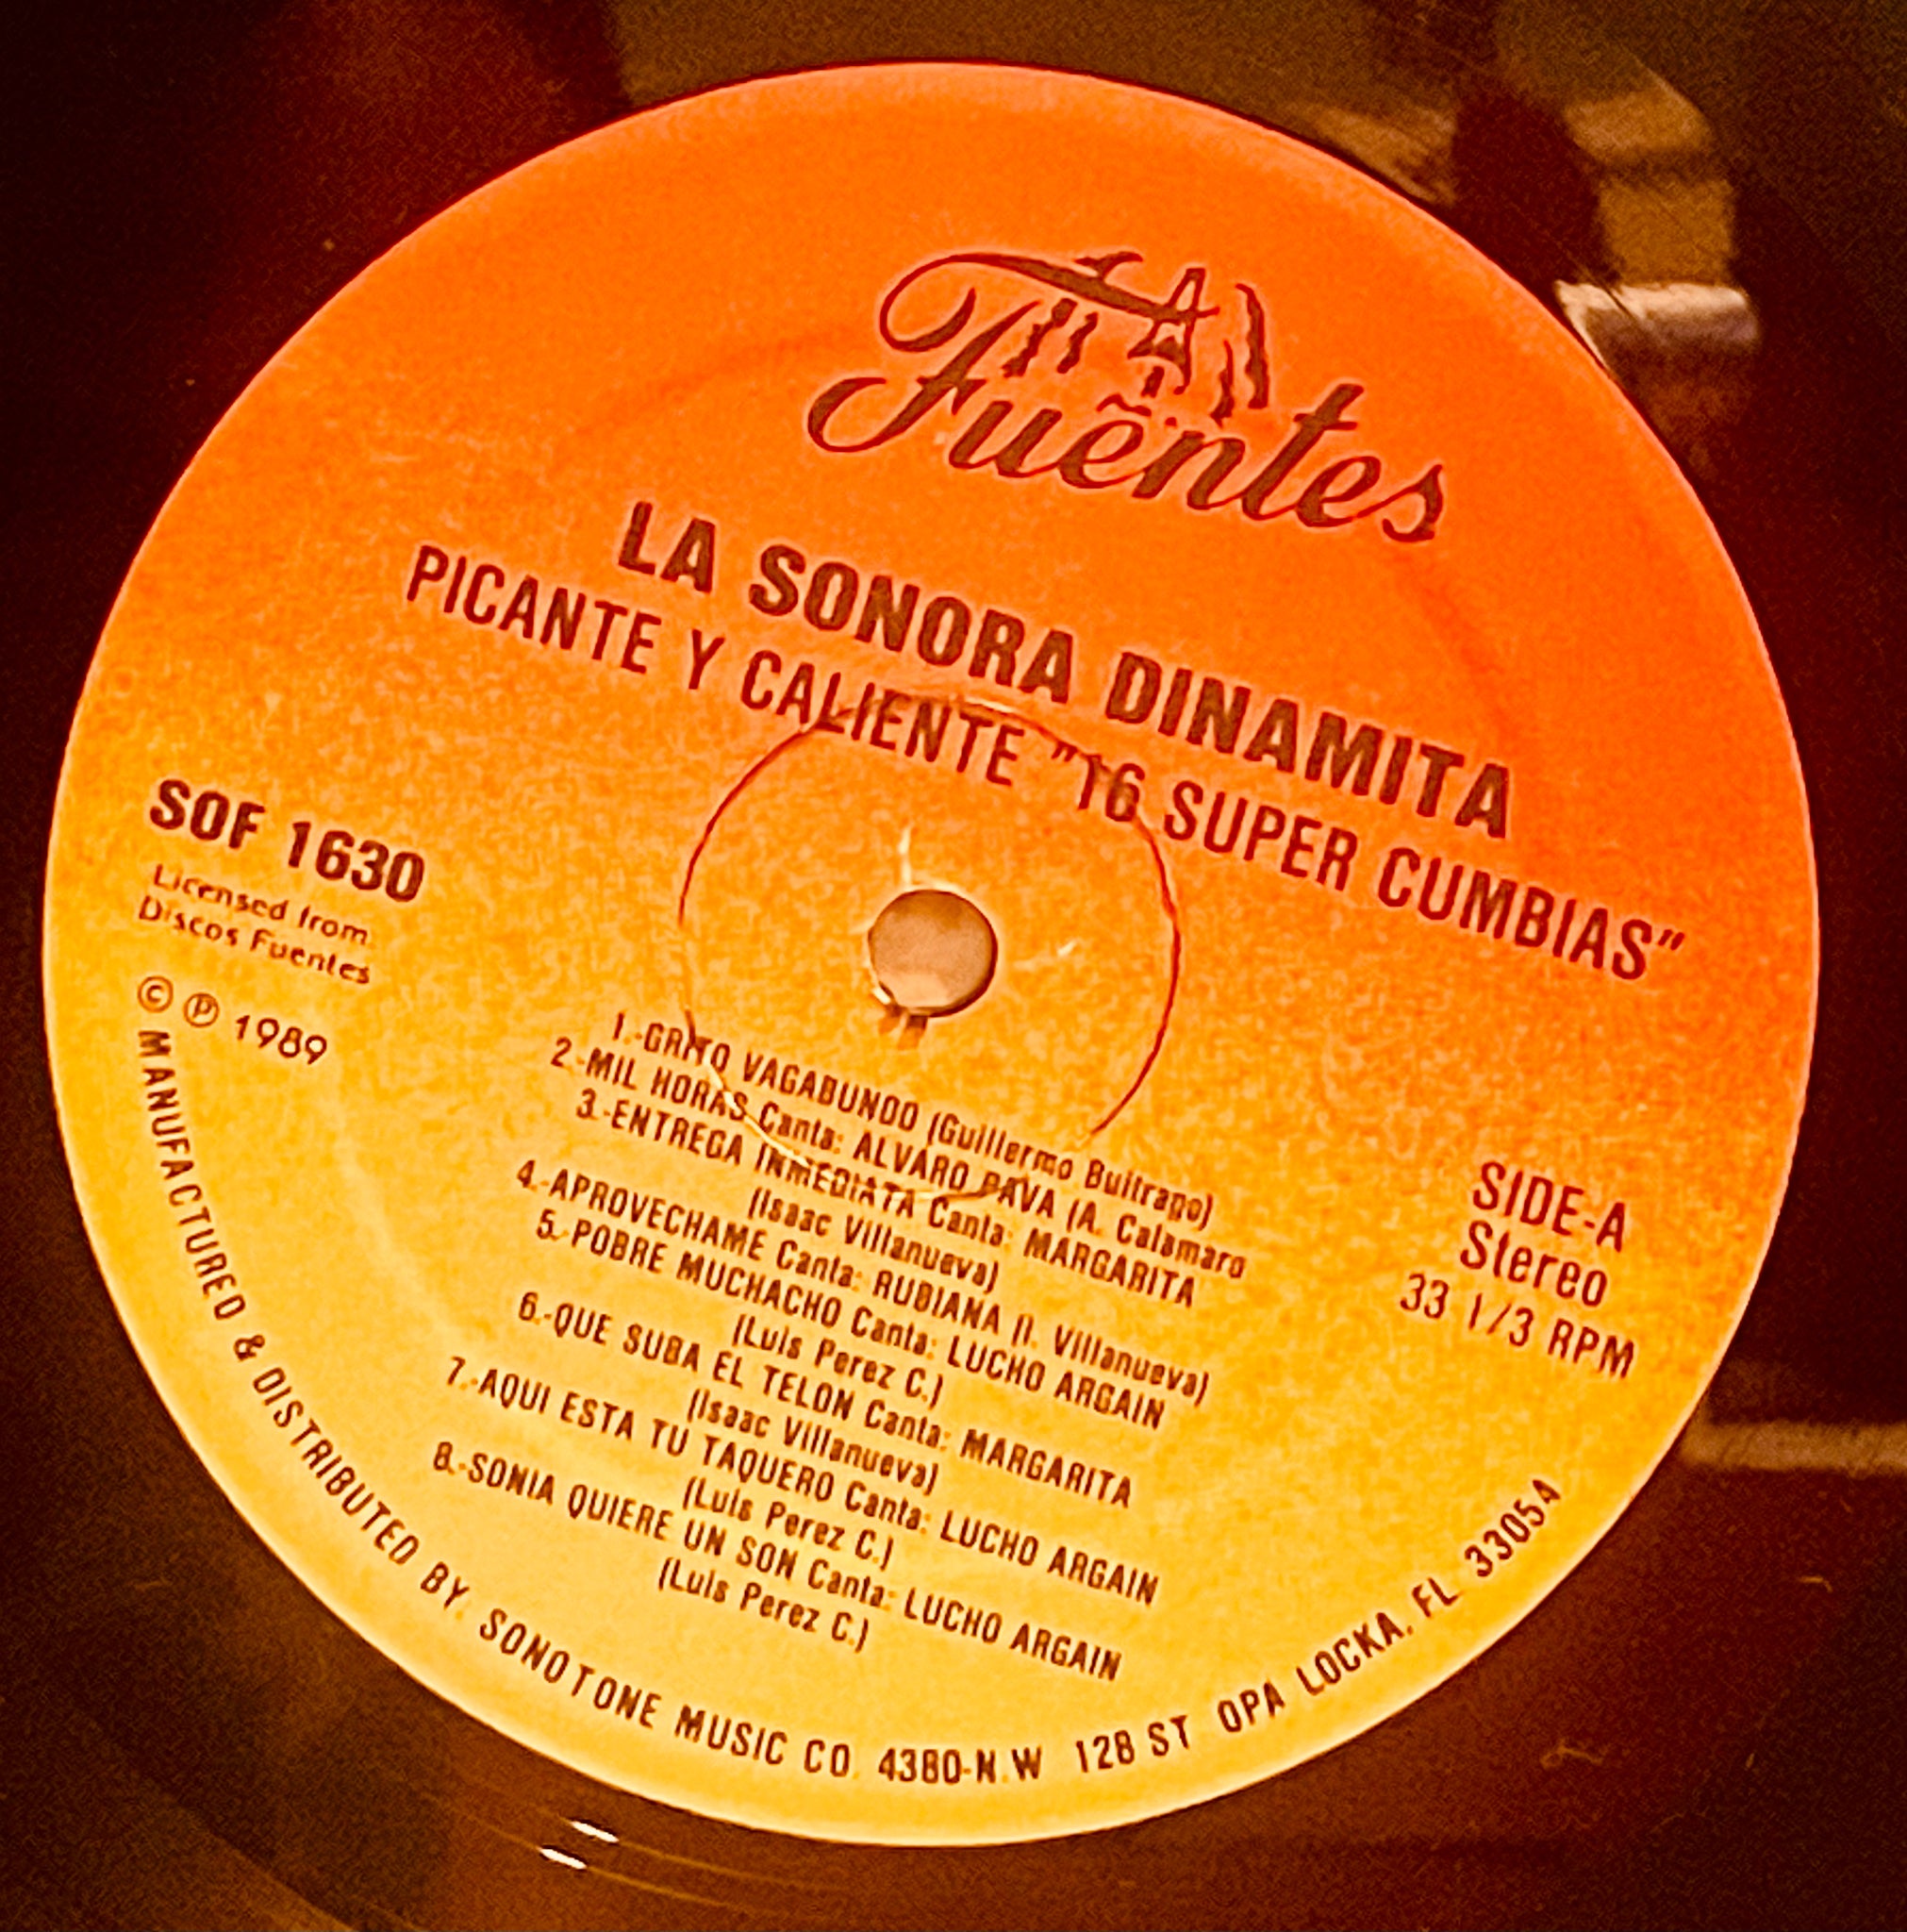 Fuentes
LA SONORA DINAMITA
PICANTE Y CALIENTE "16 SUPER CUMBIAS"
SOF 1630
Licensed from
Discos Fuentes
© ℗ 1989
1.-GRITO VAGABUNDO (Guillermo Buitrago)
2.-MIL HORAS Canta: ALVARO PAVA (A. Calamaro
3.-ENTREGA INMEDIATA Canta: MARGARITA
(Isaac Villanueva)
4.-APROVECHAME Canta: RUBIANA (I. Villanueva)
5.-POBRE MUCHACHO Canta: LUCHO ARGAIN
(Luis Perez C.)
6.-QUE SUBA EL TELON Canta: MARGARITA
(Isaac Villanueva)
7.-AQUI ESTA TU TAQUERO Canta: LUCHO ARGAIN
(Luis Perez C.)
8.-SONIA QUIERE UN SON Canta: LUCHO ARGAIN
(Luis Perez C.)
SIDE-A
Stereo
33 1/3 RPM
MANUFACTURED & DISTRIBUTED BY. SONOTONE MUSIC CO. 4380-N.W 128 ST OPA LOCKA, FL 33054